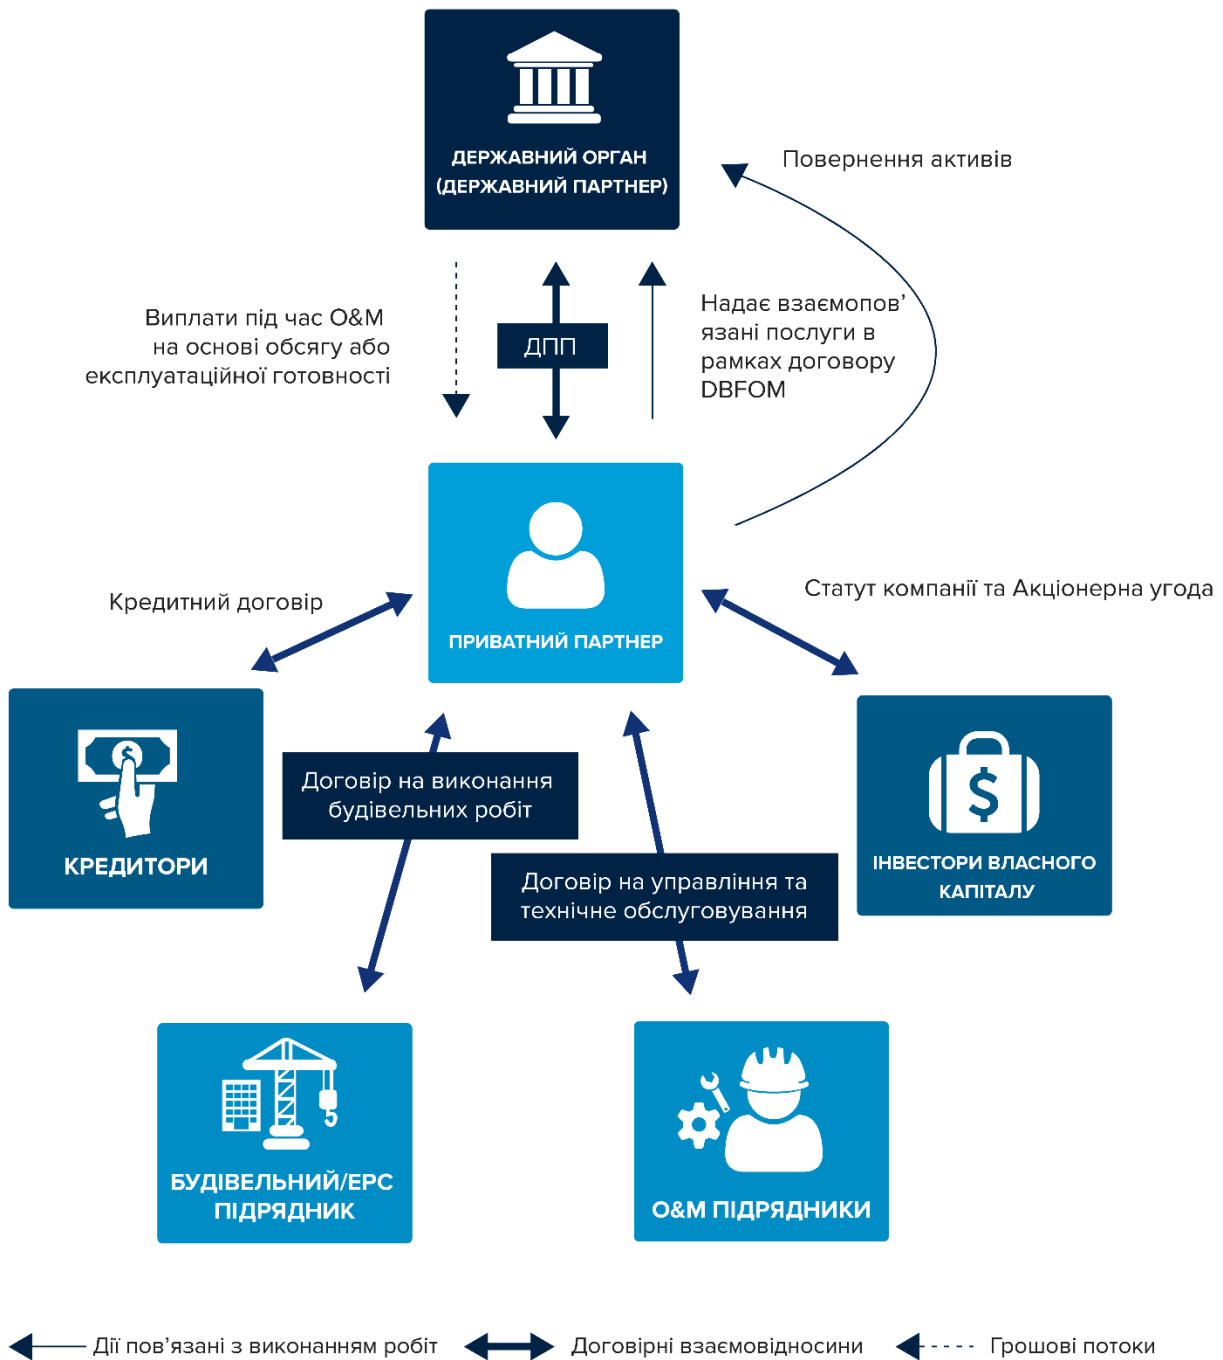 ДЕРЖАВНИЙ ОРГАН
(ДЕРЖАВНИЙ ПАРТНЕР)
Повернення активів
Виплати під час O&M
на основі обсягу або
експлуатаційної готовності
ДПП
Надає взаємопов’
язані послуги в
рамках договору
DBFOM
ПРИВАТНИЙ ПАРТНЕР
Кредитний договір
Статут компанії та Акціонерна угода
КРЕДИТОРИ
Договір на виконання
будівельних робіт
Договір на управління та
технічне обслуговування
ІНВЕСТОРИ ВЛАСНОГО
КАПІТАЛУ
БУДІВЕЛЬНИЙ/EPC
ПІДРЯДНИК
O&M ПІДРЯДНИКИ
Дії пов’язані з виконанням робіт
Договірні взаємовідносини
Грошові потоки